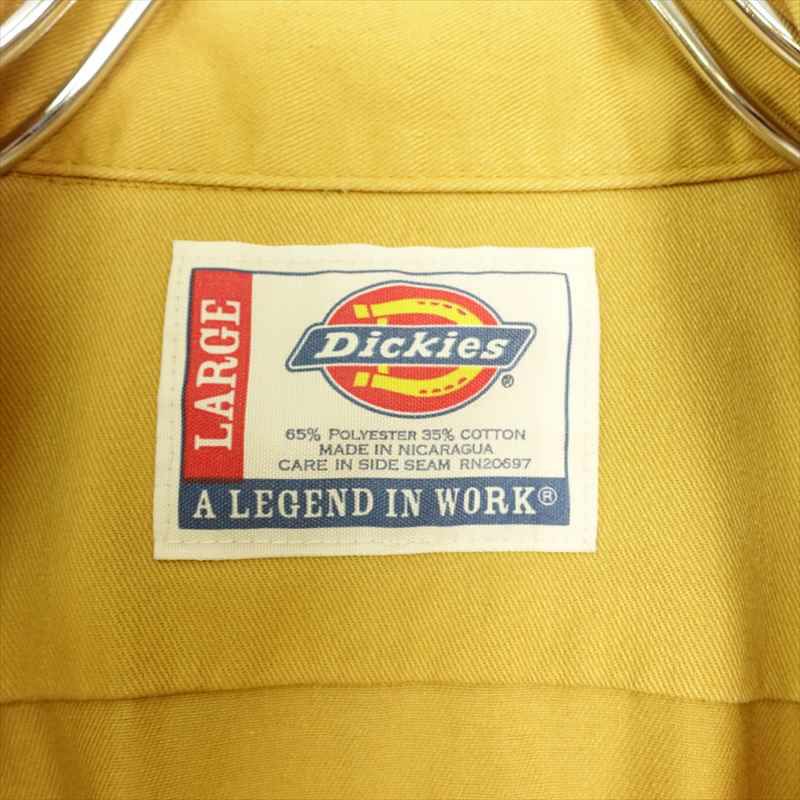 LARGE
Dickies®
65% POLYESTER 35% COTTON
MADE IN NICARAGUA
CARE IN SIDE SEAM RN20697
A LEGEND IN WORK®